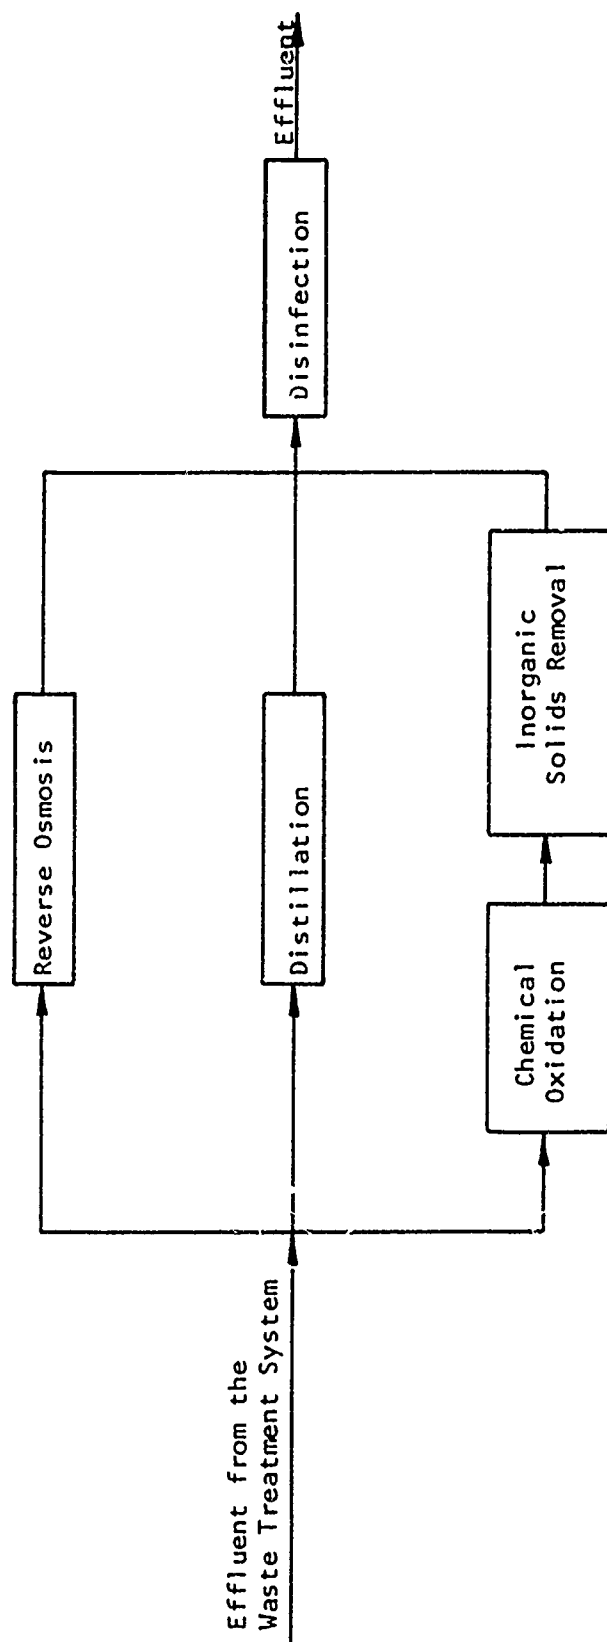 Effluent from the
Waste Treatment System
Reverse Osmosis
Distillation
Chemical
Oxidation
Inorganic
Solids Removal
Disinfection
Effluent